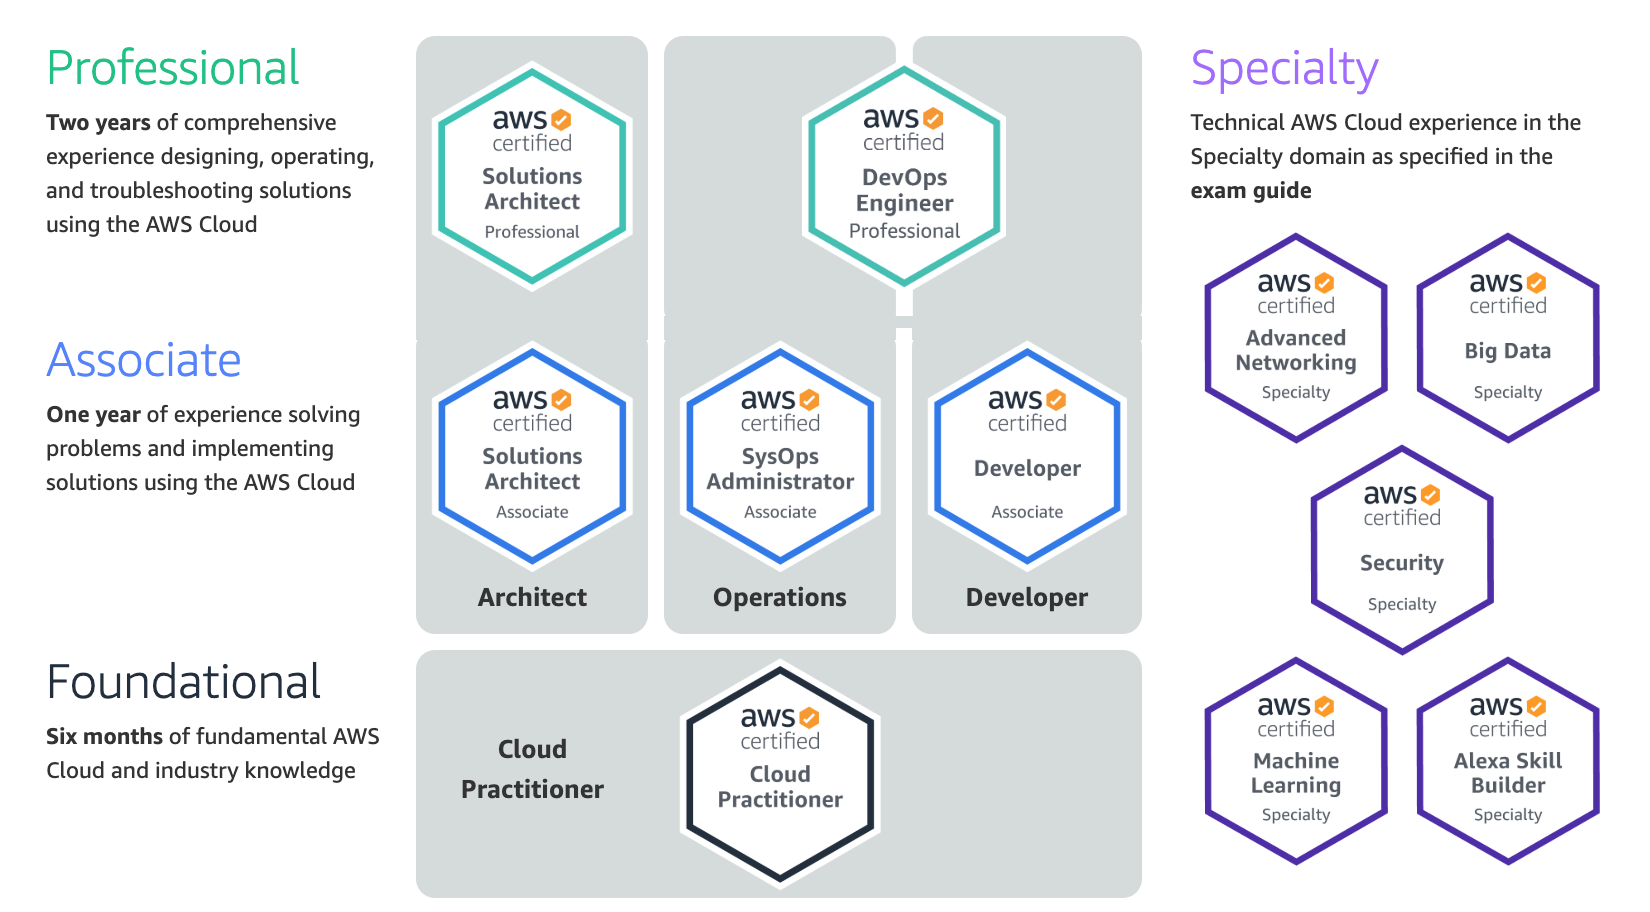 Professional
Two years of comprehensive
experience designing, operating,
and troubleshooting solutions
using the AWS Cloud
aws
certified
Solutions
Architect
Professional
aws
certified
DevOps
Engineer
Professional
Associate
One year of experience solving
problems and implementing
solutions using the AWS Cloud
aws
certified
Solutions
Architect
Associate
Architect
aws
certified
SysOps
Administrator
Associate
Operations
aws
certified
Developer
Associate
Developer
Foundational
Six months of fundamental AWS
Cloud and industry knowledge
Cloud
Practitioner
aws
certified
Cloud
Practitioner
Specialty
Technical AWS Cloud experience in the
Specialty domain as specified in the
exam guide
aws
certified
Advanced
Networking
Specialty
aws
certified
Big Data
Specialty
aws
certified
Security
Specialty
aws
certified
Machine
Learning
Specialty
aws
certified
Alexa Skill
Builder
Specialty